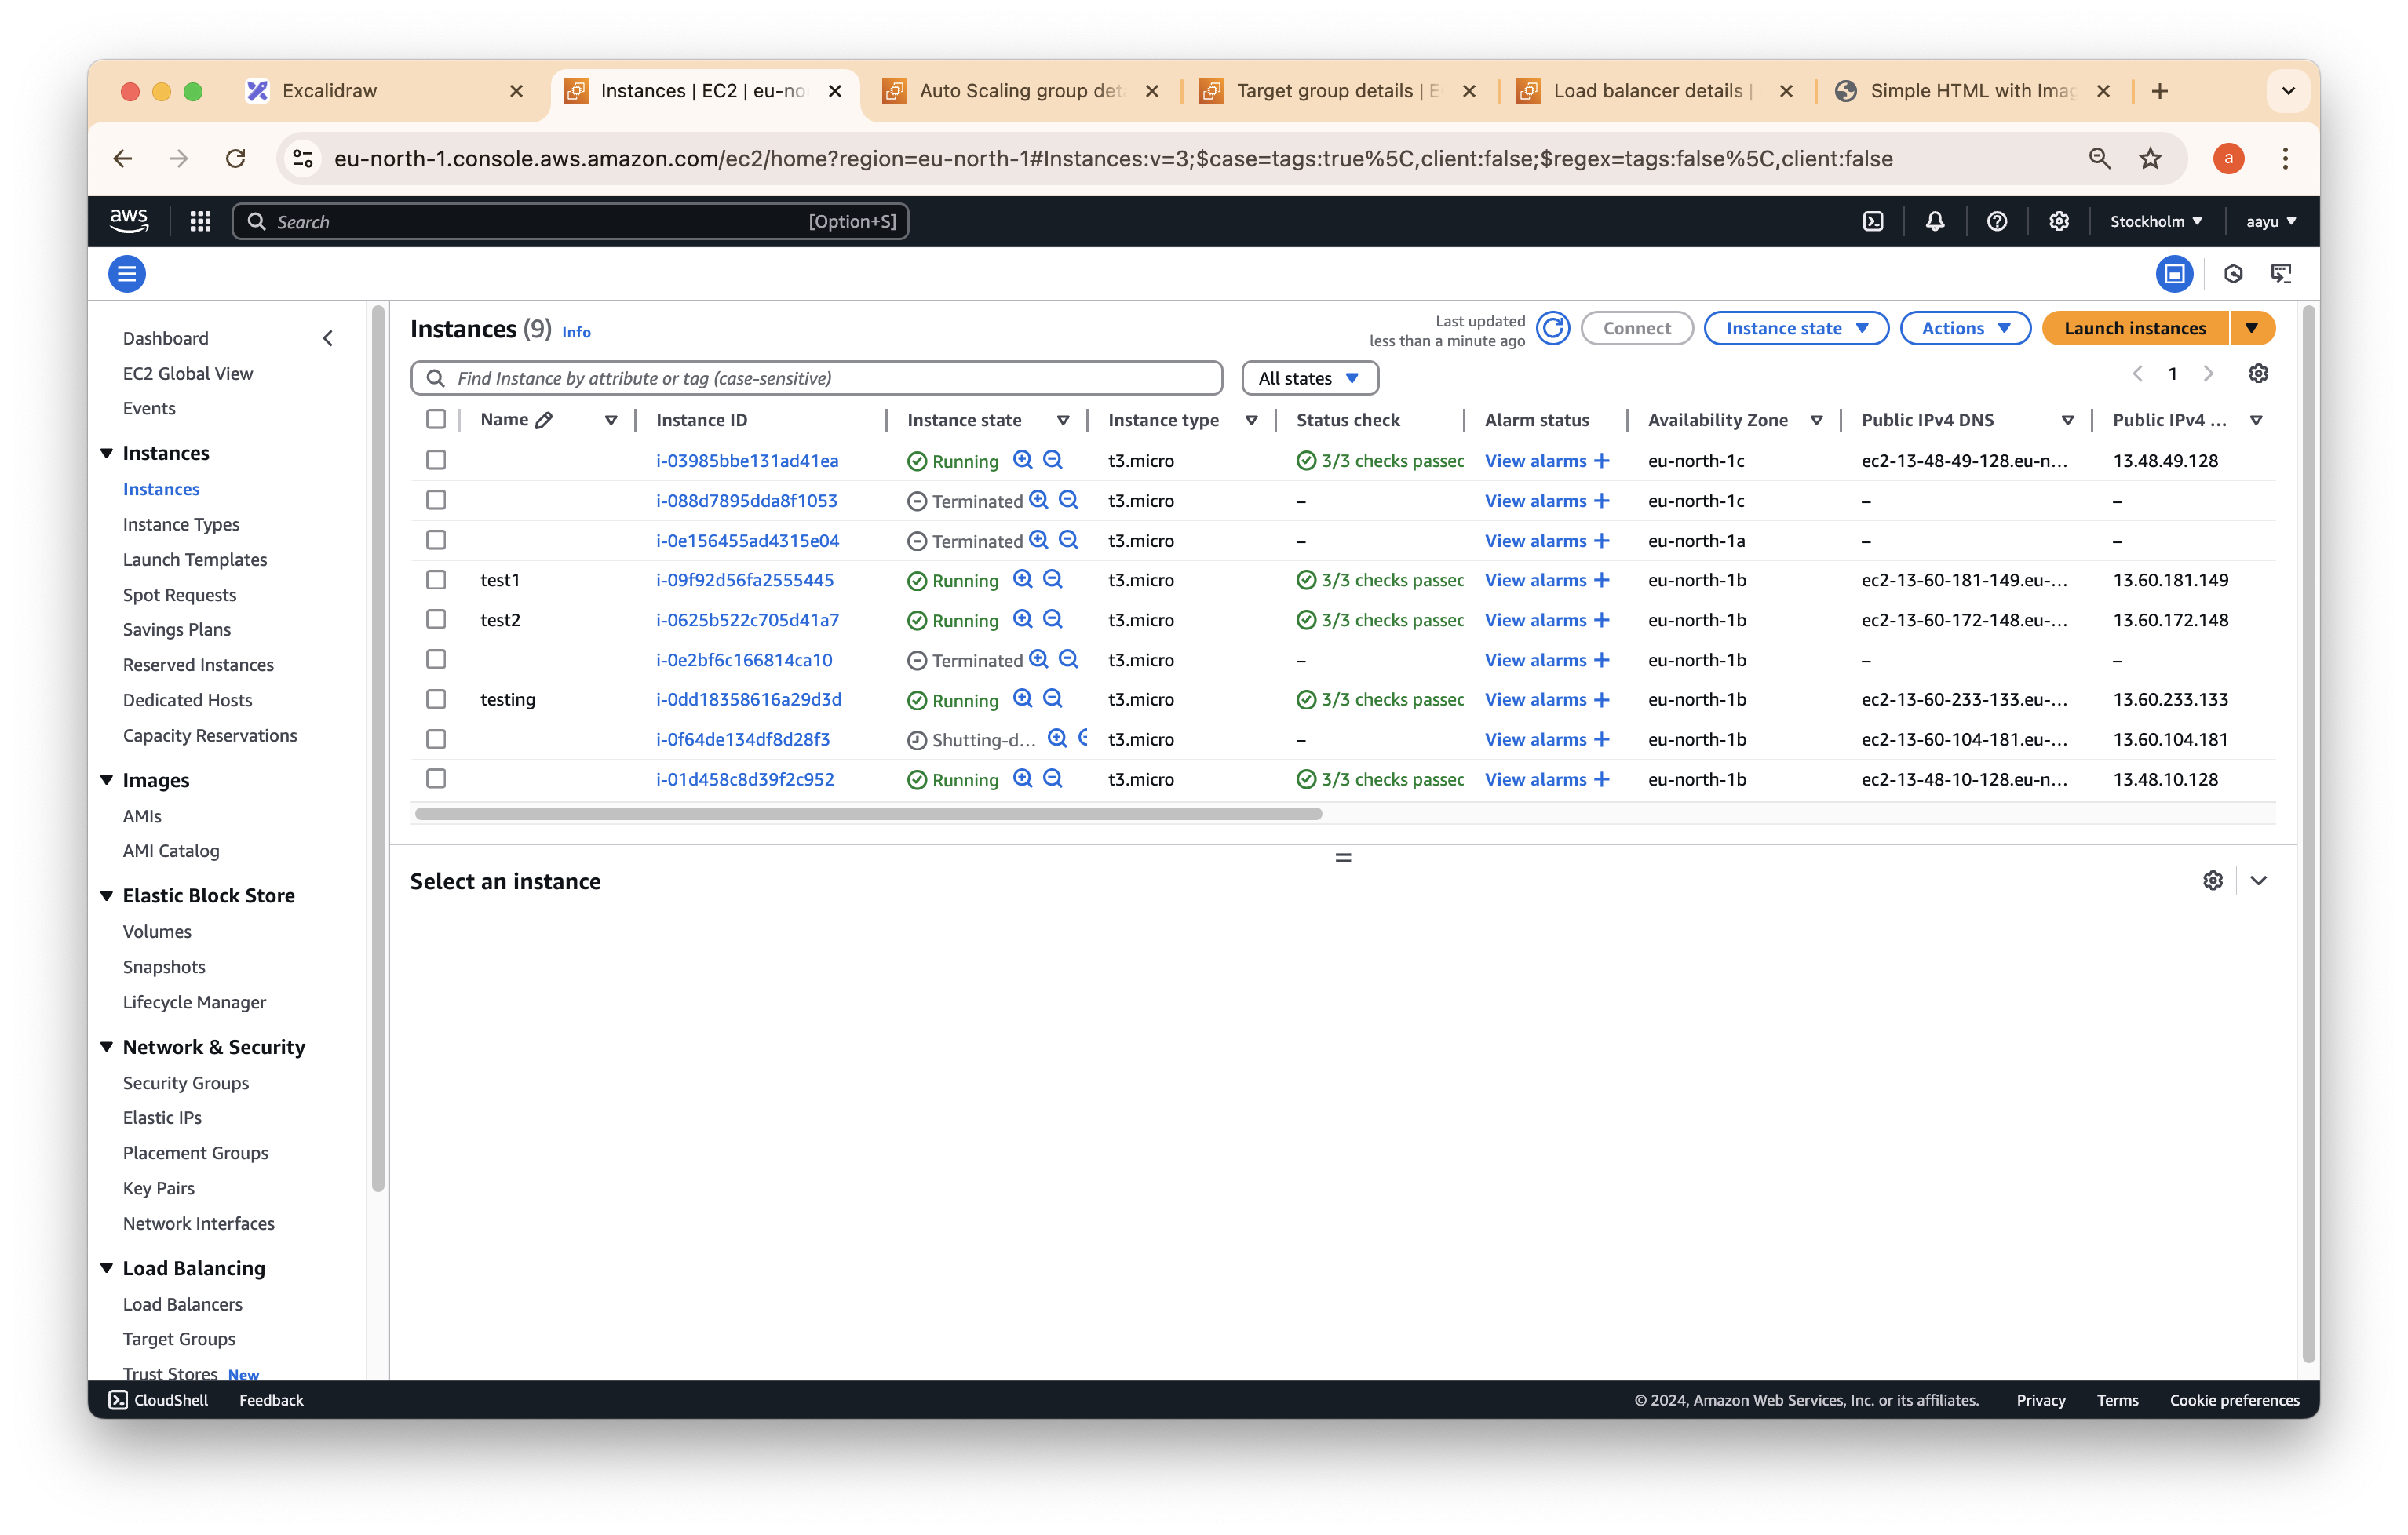 Excalidraw
Instances | EC2 | eu-no
Auto Scaling group det
Target group details | E
Load balancer details |
Simple HTML with Imag
eu-north-1.console.aws.amazon.com/ec2/home?region=eu-north-1#Instances:v=3;$case=tags:true%5C,client:false;$regex=tags:false%5C,client:false
a
aws
Search
[Option+S]
Stockholm
aayu
Dashboard
EC2 Global View
Events
Instances
Instances
Instance Types
Launch Templates
Spot Requests
Savings Plans
Reserved Instances
Dedicated Hosts
Capacity Reservations
Images
AMIs
AMI Catalog
Elastic Block Store
Volumes
Snapshots
Lifecycle Manager
Network & Security
Security Groups
Elastic IPs
Placement Groups
Key Pairs
Network Interfaces
Load Balancing
Load Balancers
Target Groups
Trust Stores New
Instances (9) Info
Last updated
less than a minute ago
Connect
Instance state
Actions
Launch instances
Find Instance by attribute or tag (case-sensitive)
All states
1
Name Instance ID Instance state Instance type Status check Alarm status Availability Zone Public IPv4 DNS Public IPv4 ...
i-03985bbe131ad41ea Running t3.micro 3/3 checks passec View alarms + eu-north-1c ec2-13-48-49-128.eu-n... 13.48.49.128
i-088d7895dda8f1053 Terminated t3.micro – View alarms + eu-north-1c – –
i-0e156455ad4315e04 Terminated t3.micro – View alarms + eu-north-1a – –
test1 i-09f92d56fa2555445 Running t3.micro 3/3 checks passec View alarms + eu-north-1b ec2-13-60-181-149.eu-... 13.60.181.149
test2 i-0625b522c705d41a7 Running t3.micro 3/3 checks passec View alarms + eu-north-1b ec2-13-60-172-148.eu-... 13.60.172.148
i-0e2bf6c166814ca10 Terminated t3.micro – View alarms + eu-north-1b – –
testing i-0dd18358616a29d3d Running t3.micro 3/3 checks passec View alarms + eu-north-1b ec2-13-60-233-133.eu-... 13.60.233.133
i-0f64de134df8d28f3 Shutting-d... t3.micro – View alarms + eu-north-1b ec2-13-60-104-181.eu-... 13.60.104.181
i-01d458c8d39f2c952 Running t3.micro 3/3 checks passec View alarms + eu-north-1b ec2-13-48-10-128.eu-n... 13.48.10.128
Select an instance
CloudShell
Feedback
© 2024, Amazon Web Services, Inc. or its affiliates.
Privacy
Terms
Cookie preferences